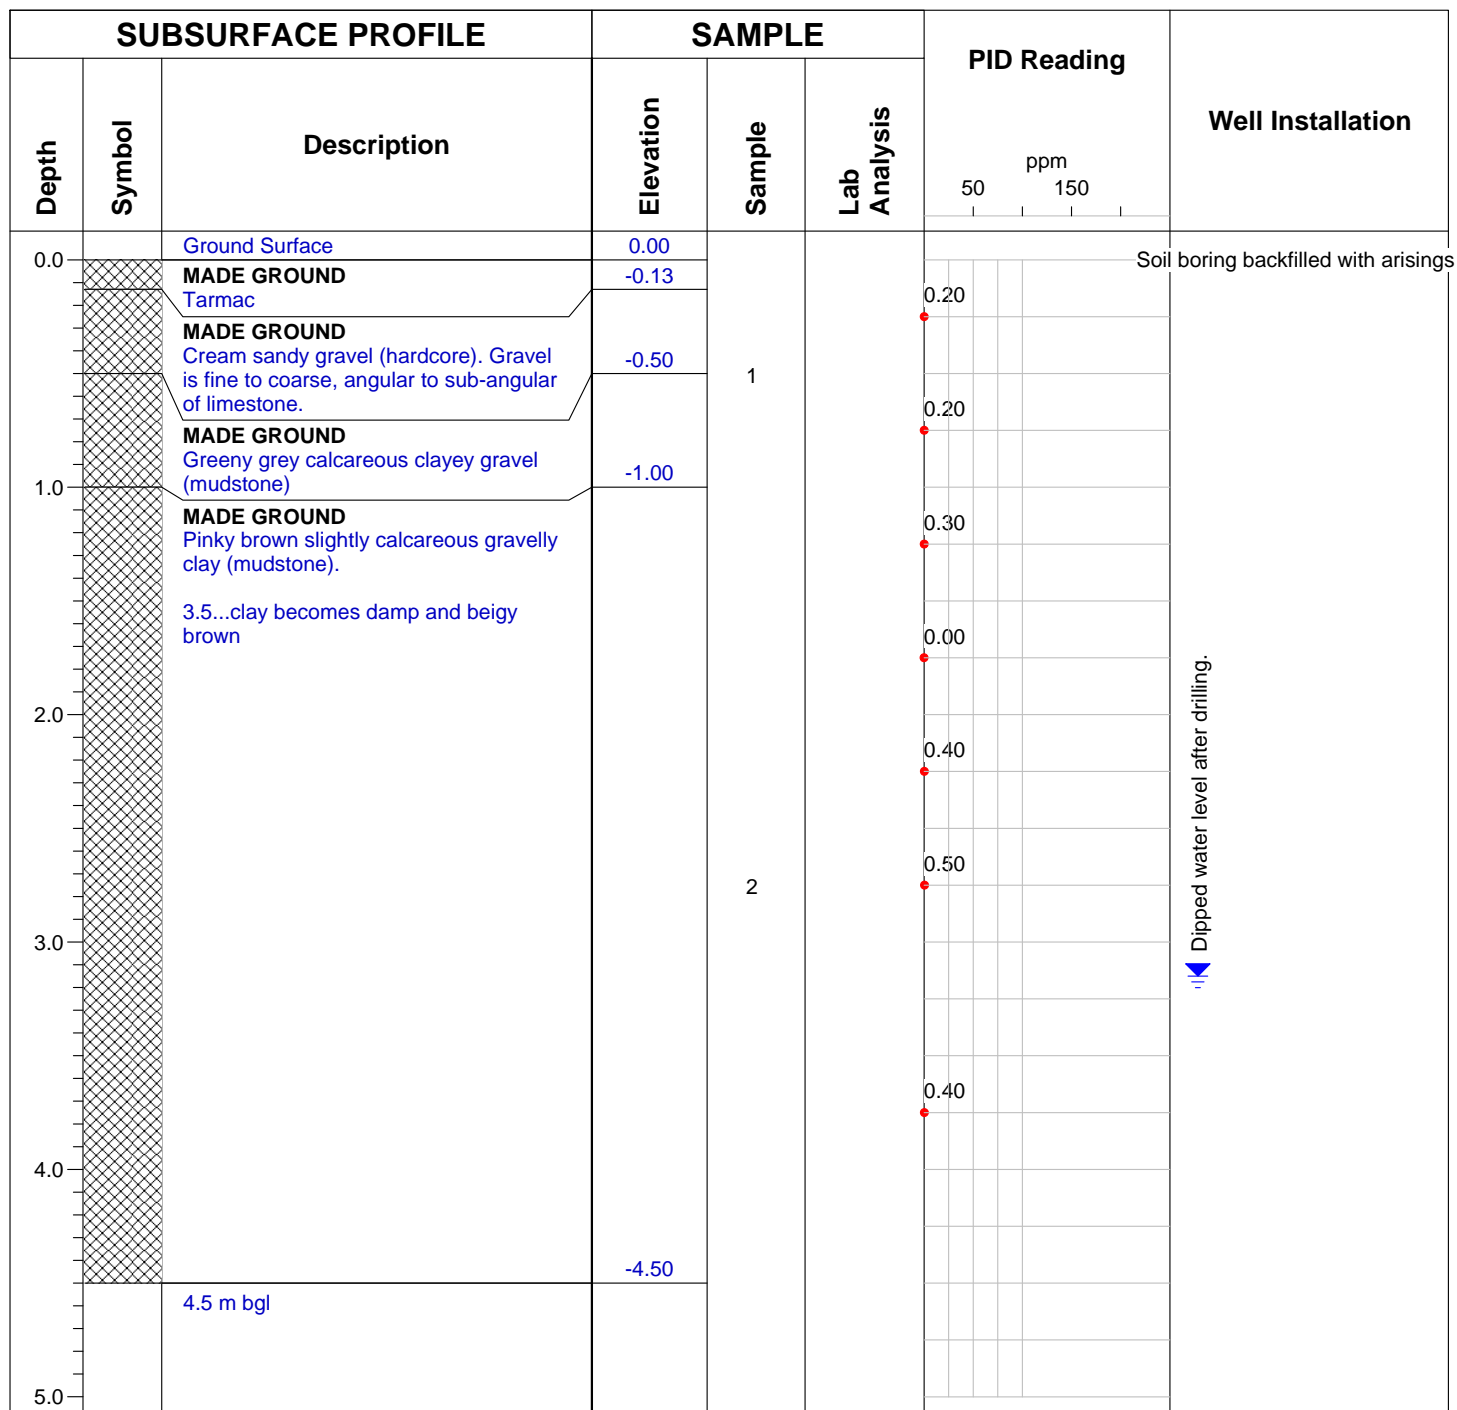 SUBSURFACE PROFILE
SAMPLE
PID Reading
Well Installation
Depth
Symbol
Description
Elevation
Sample
Lab
Analysis
ppm
50 150
Ground Surface
0.00
0.0
Soil boring backfilled with arisings
MADE GROUND
-0.13
Tarmac
0.20
MADE GROUND
Cream sandy gravel (hardcore). Gravel
is fine to coarse, angular to sub-angular
of limestone.
-0.50
1
0.20
MADE GROUND
Greeny grey calcareous clayey gravel
(mudstone)
-1.00
1.0
MADE GROUND
Pinky brown slightly calcareous gravelly
clay (mudstone).
0.30
3.5...clay becomes damp and beigy
brown
0.00
2.0
0.40
Dipped water level after drilling.
0.50
2
3.0
0.40
4.0
-4.50
4.5 m bgl
5.0